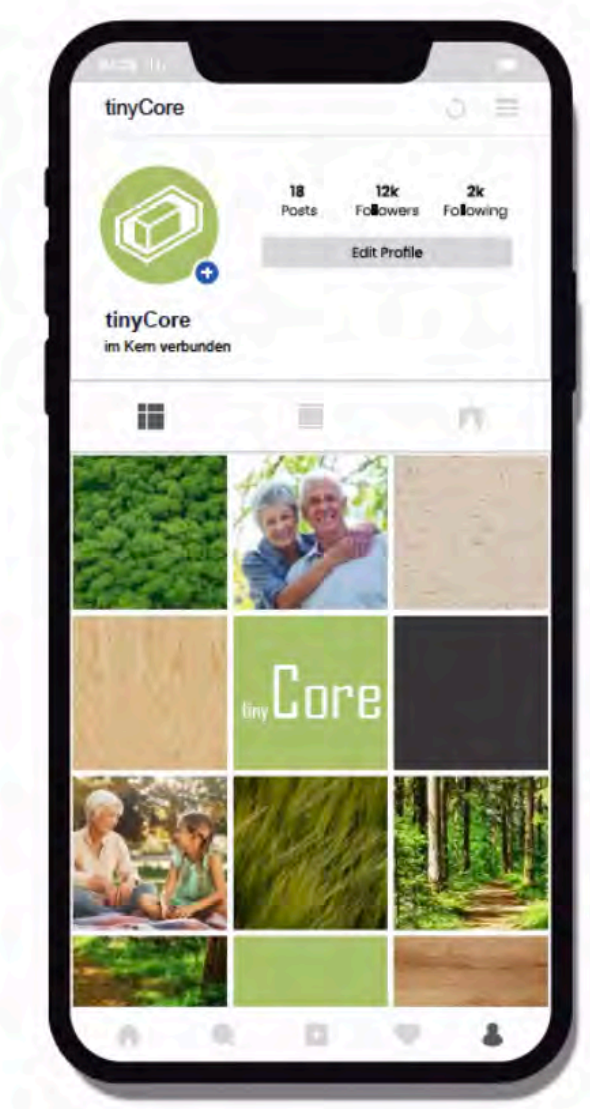 tinyCore
18 12k 2k
Posts Followers Following
Edit Profile
tinyCore
im Kern verbunden
tiny Core